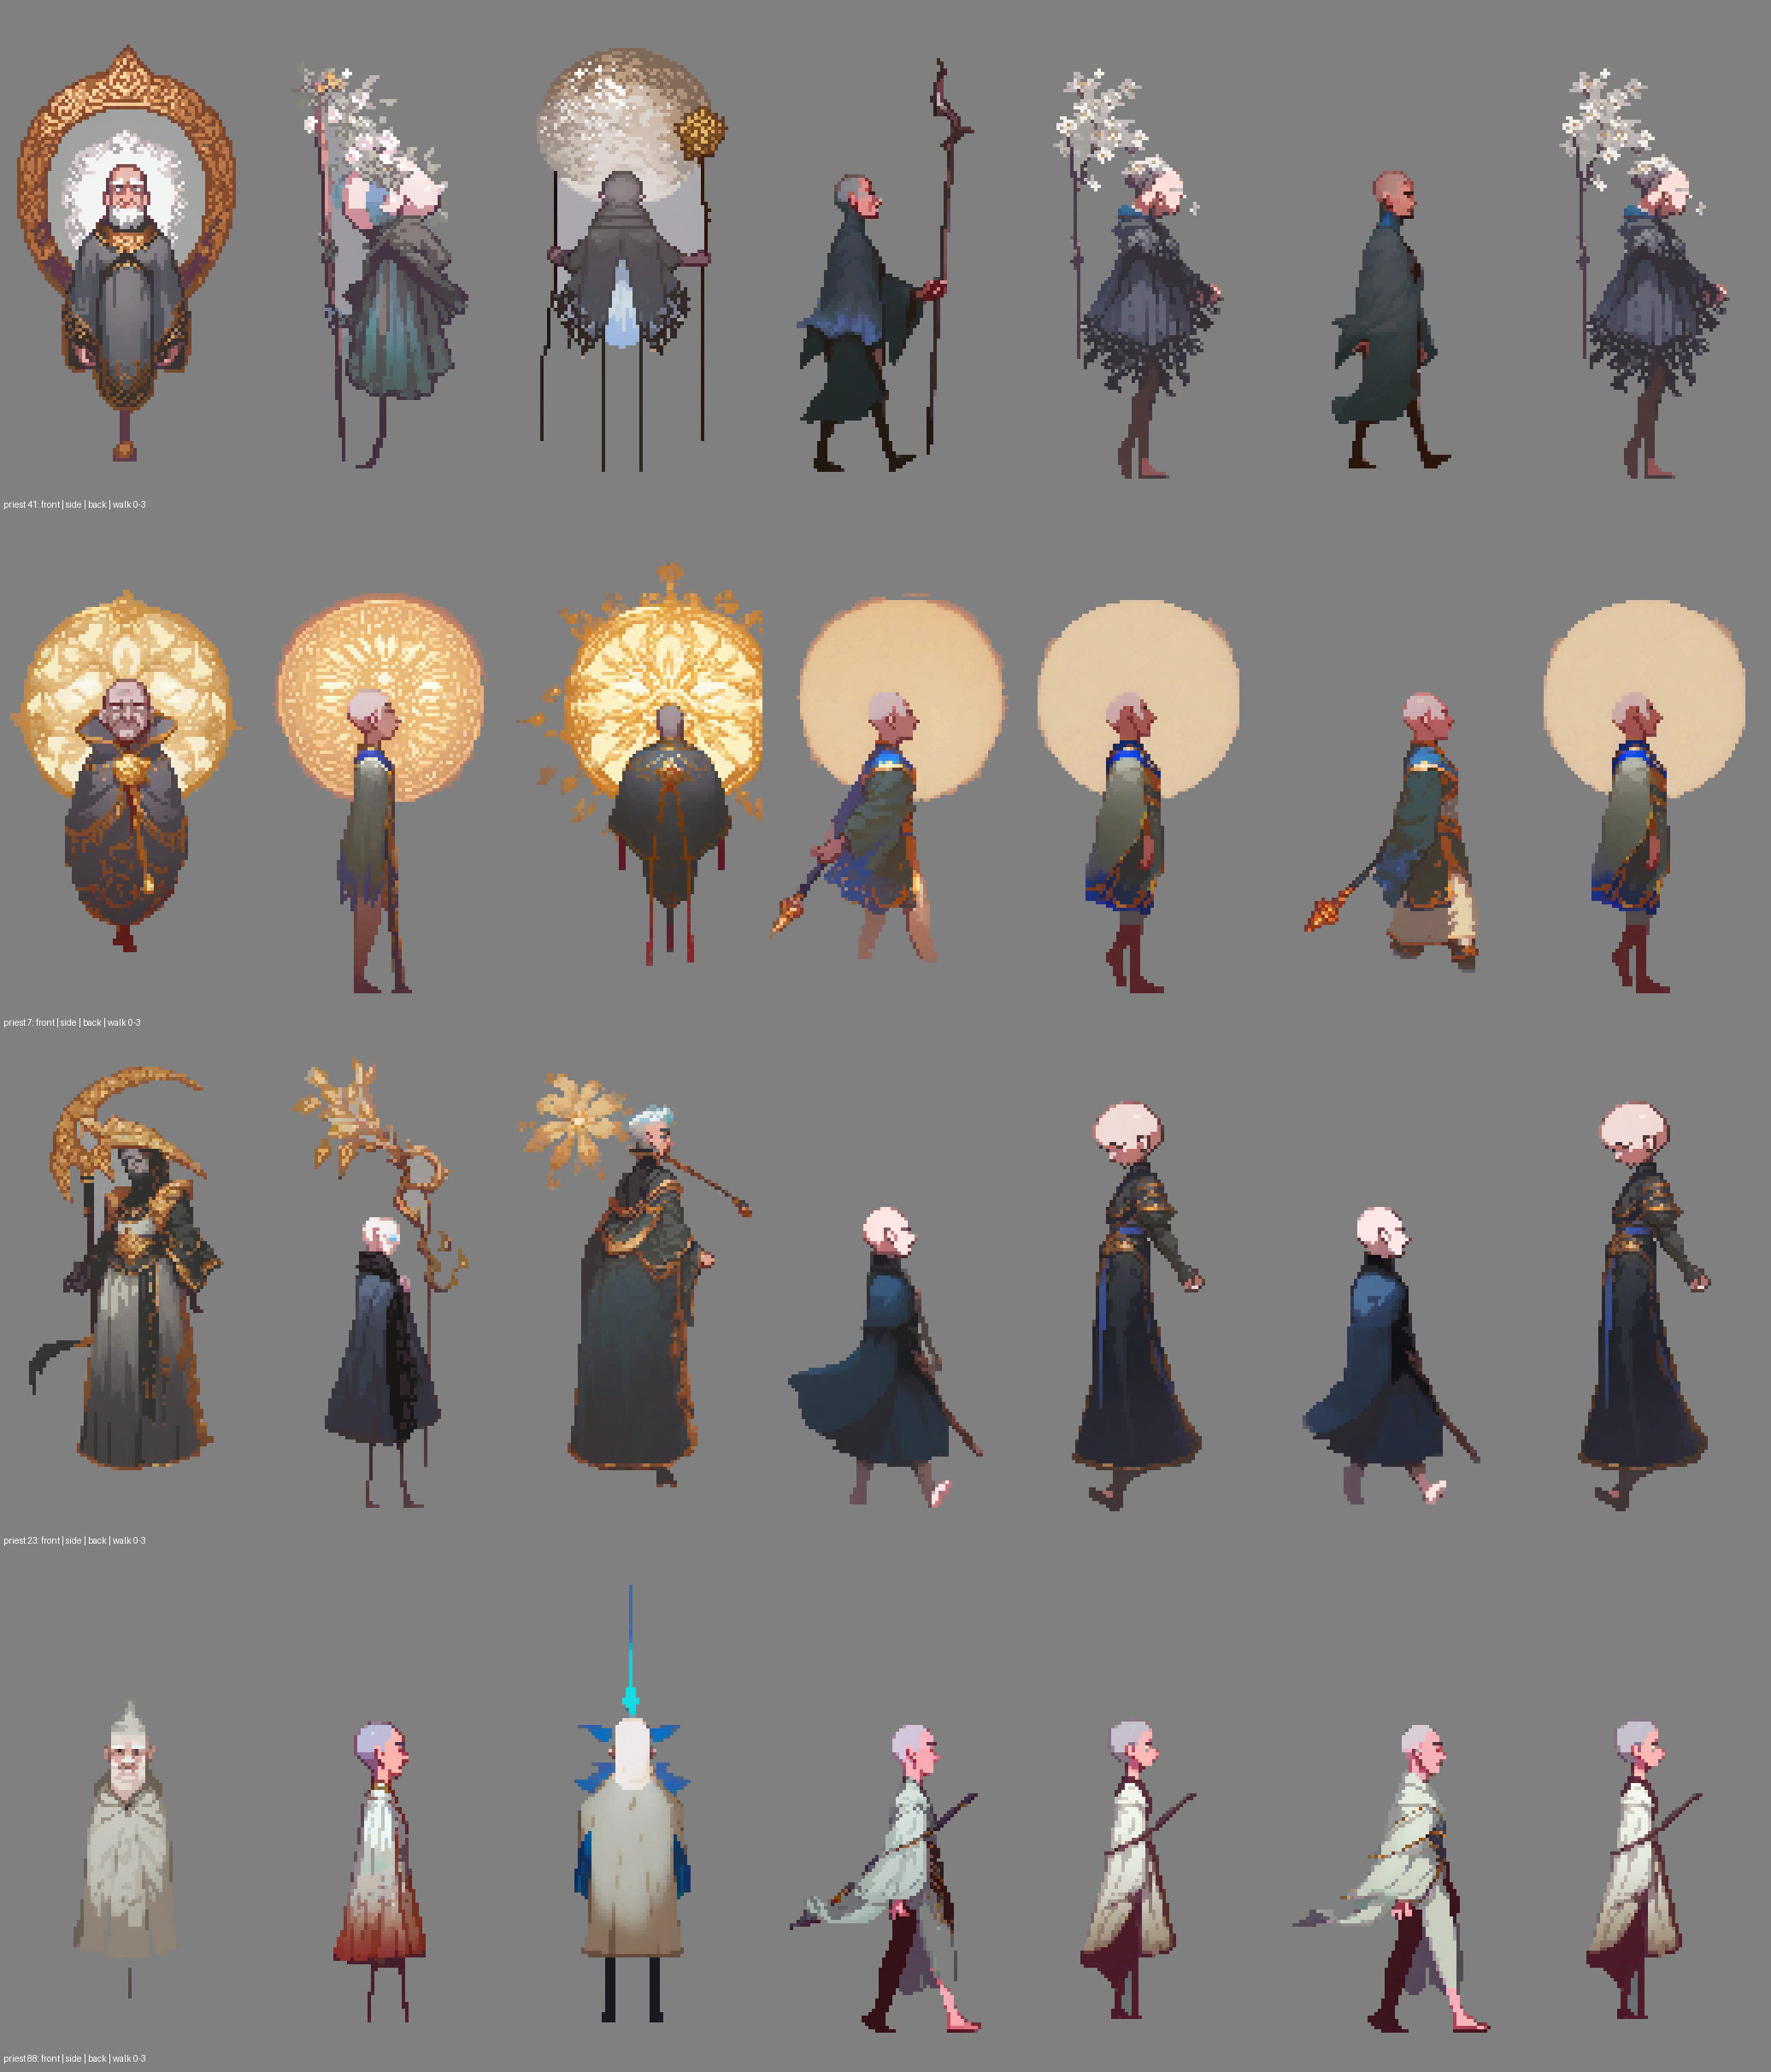 priest 41: front | side | back | walk 0-3
priest 7: front | side | back | walk 0-3
priest 23: front | side | back | walk 0-3
priest 88: front | side | back | walk 0-3